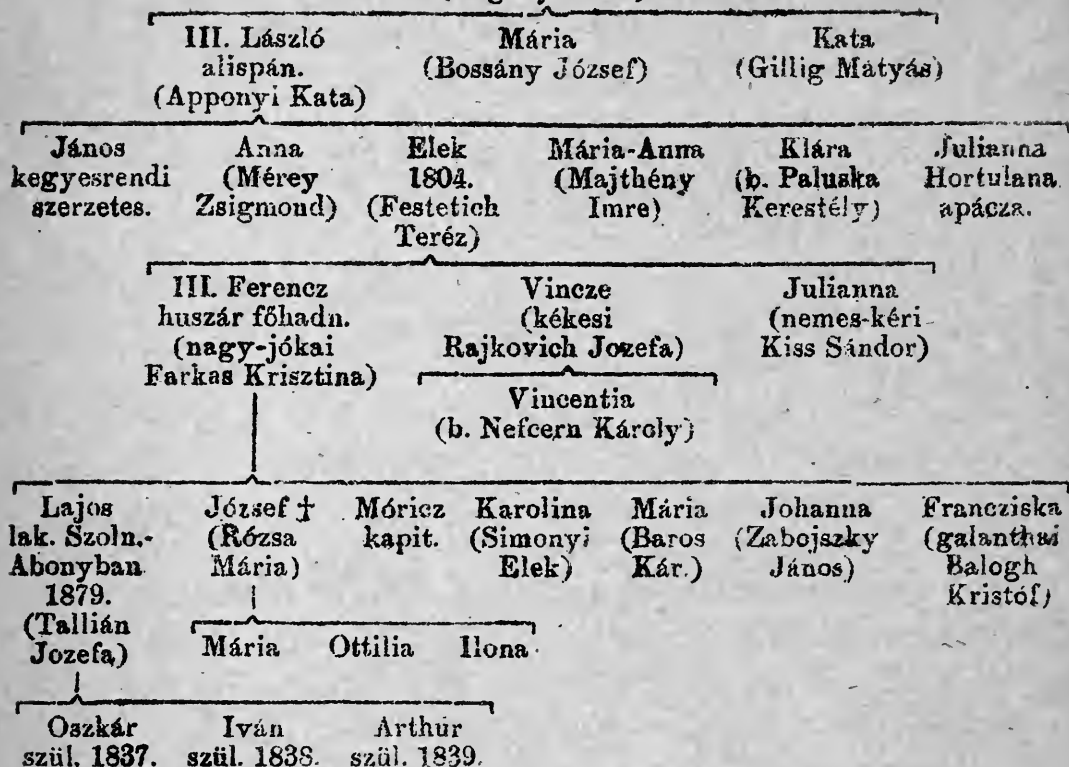 III. László Mária Kata
alispán. (Bossány József) (Gillig Mátyás)
(Apponyi Kata)
János Anna Elek Mária-Anna Klára Julianna
kegyesrendi (Mérey 1804. (Majthény (b. Paluska Hortulana
szerzetes. Zsigmond) (Festetich Imre) Kerestély) apácza.
Teréz)
III. Ferencz Vincze Julianna
huszár főhadn. (kékesi (nemes-kéri
(nagy-jókai Rajkovich Jozefa) Kiss Sándor)
Farkas Krisztina)
Vincentia
(b. Nefcern Károly)
Lajos József † Móricz Karolina Mária Johanna Francziska
lak. Szoln.- (Rózsa kapit. (Simonyi (Baros (Zabojszky (galanthai
Abonyban Mária) Elek) Kár.) János) Balogh
1879. Kristóf)
(Tallián
Jozefa) Mária Ottilia Ilona
Oszkár Iván Arthur
szül. 1837. szül. 1838. szül. 1839.